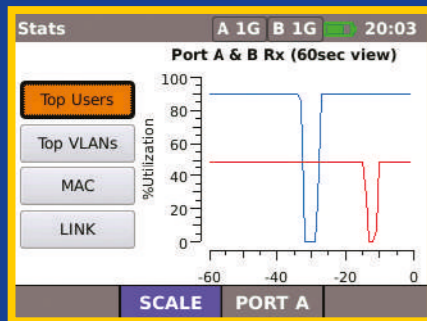 Stats A 1G B 1G 20:03
Port A & B Rx (60sec view)
Top Users
Top VLANs
MAC
LINK
%Utilization
100
80
60
40
20
0
-60 -40 -20 0
SCALE PORT A